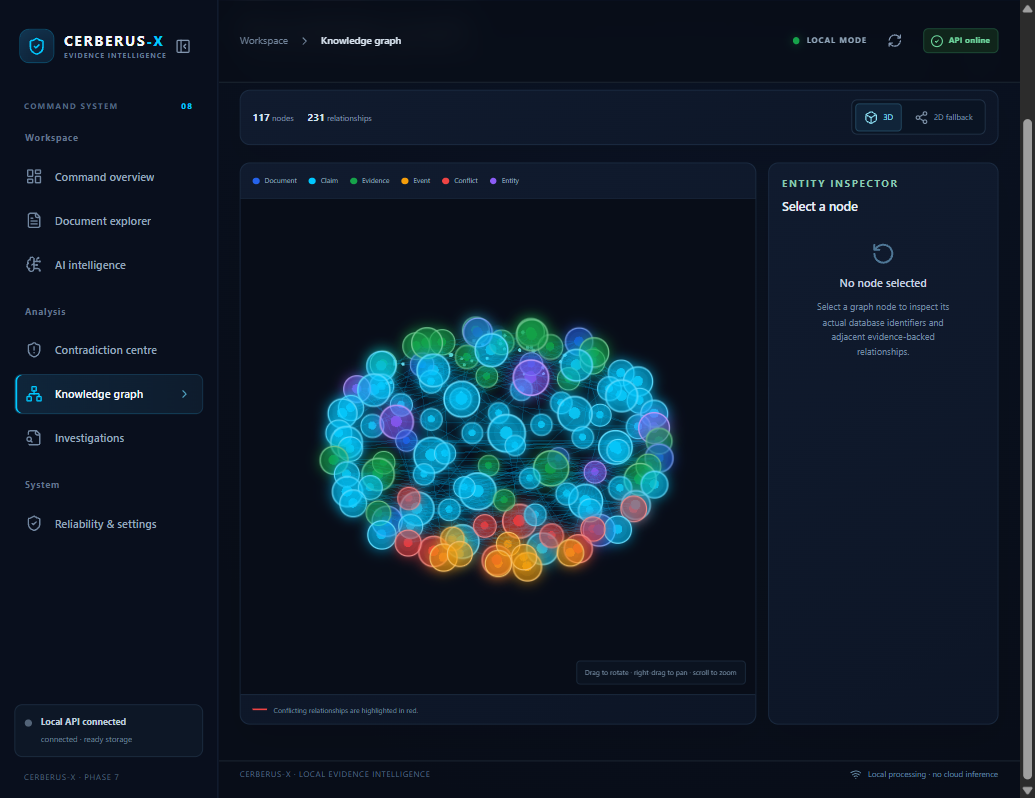 CERBERUS-X
EVIDENCE INTELLIGENCE
COMMAND SYSTEM 08
Workspace
Command overview
Document explorer
AI intelligence
Analysis
Contradiction centre
Knowledge graph
Investigations
System
Reliability & settings
Local API connected
connected · ready storage
CERBERUS-X · PHASE 7
Workspace Knowledge graph
LOCAL MODE
API online
117 nodes 231 relationships
3D
2D fallback
Document Claim Evidence Event Conflict Entity
Drag to rotate · right-drag to pan · scroll to zoom
Conflicting relationships are highlighted in red.
ENTITY INSPECTOR
Select a node
No node selected
Select a graph node to inspect its
actual database identifiers and
adjacent evidence-backed
relationships.
CERBERUS-X · LOCAL EVIDENCE INTELLIGENCE
Local processing · no cloud inference